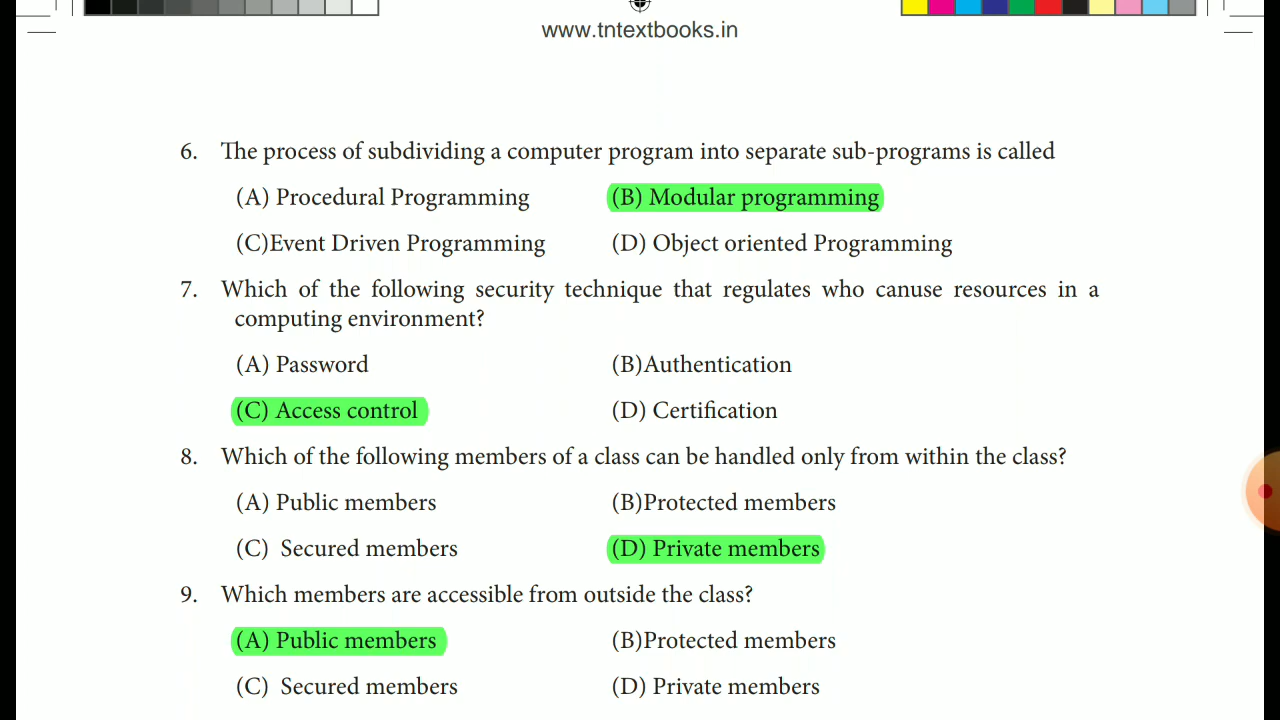 www.tntextbooks.in
6. The process of subdividing a computer program into separate sub-programs is called
(A) Procedural Programming (B) Modular programming
(C)Event Driven Programming (D) Object oriented Programming
7. Which of the following security technique that regulates who canuse resources in a
computing environment?
(A) Password (B)Authentication
(C) Access control (D) Certification
8. Which of the following members of a class can be handled only from within the class?
(A) Public members (B)Protected members
(C) Secured members (D) Private members
9. Which members are accessible from outside the class?
(A) Public members (B)Protected members
(C) Secured members (D) Private members